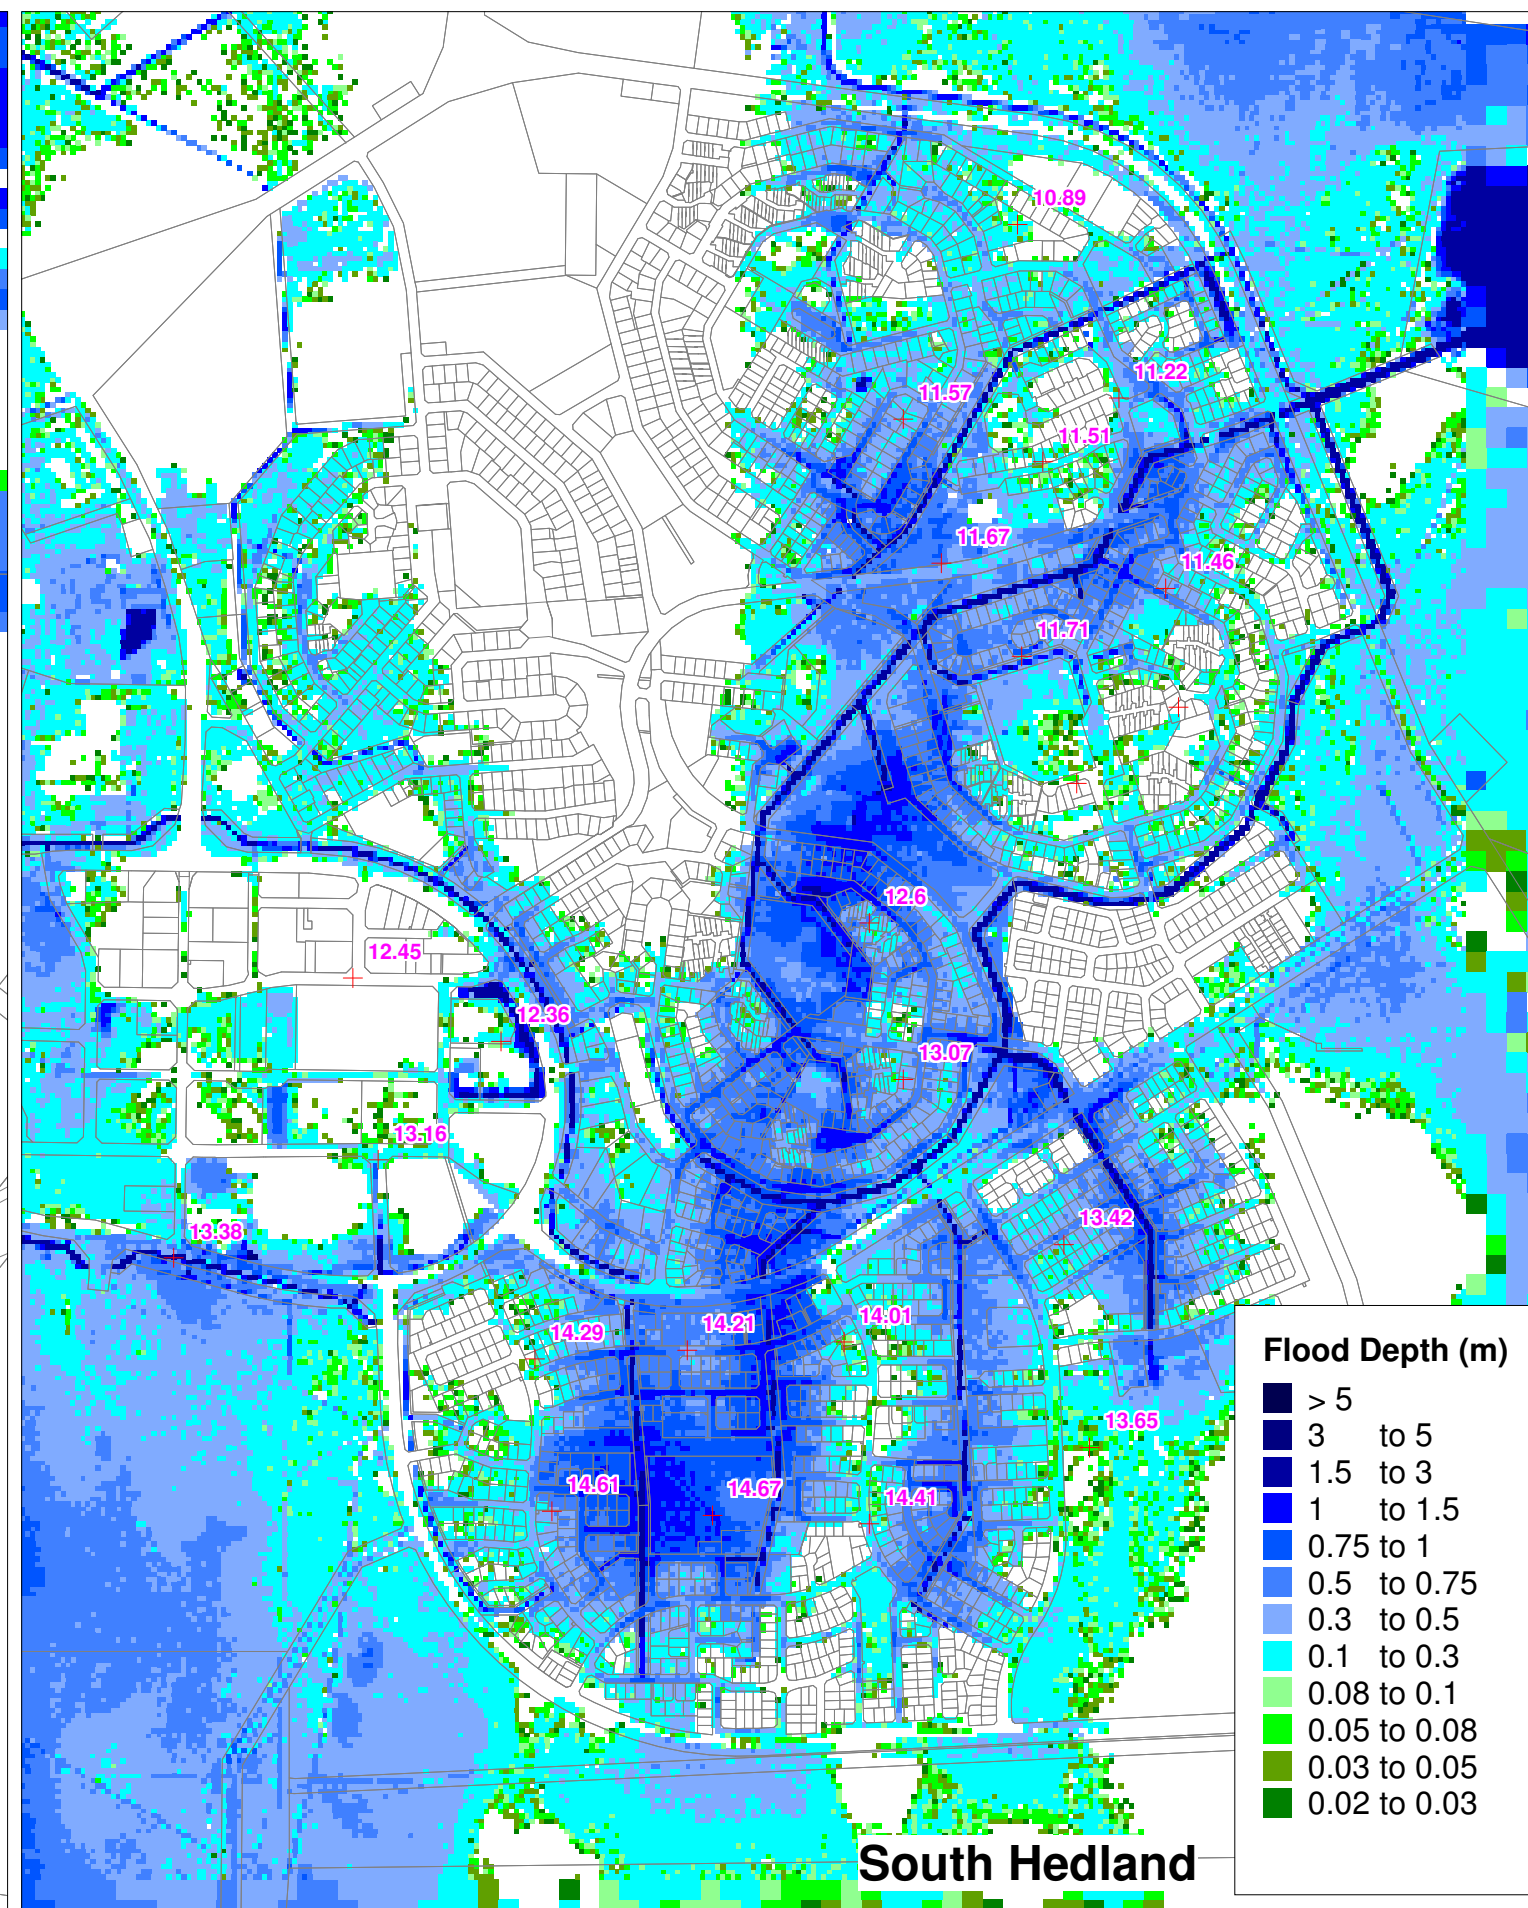 10.89
11.22
11.57
11.51
11.67
11.46
11.71
12.6
12.45
12.36
13.07
13.16
13.42
13.38
14.29
14.21
14.01
13.65
14.61
14.67
14.41
Flood Depth (m)
> 5
3 to 5
1.5 to 3
1 to 1.5
0.75 to 1
0.5 to 0.75
0.3 to 0.5
0.1 to 0.3
0.08 to 0.1
0.05 to 0.08
0.03 to 0.05
0.02 to 0.03
South Hedland